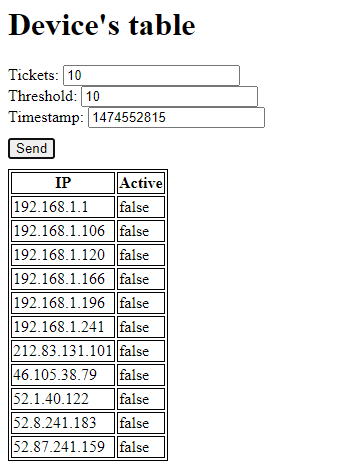 Device's table
Tickets: 10
Threshold: 10
Timestamp: 1474552815
Send
IP Active
192.168.1.1 false
192.168.1.106 false
192.168.1.120 false
192.168.1.166 false
192.168.1.196 false
192.168.1.241 false
212.83.131.101 false
46.105.38.79 false
52.1.40.122 false
52.8.241.183 false
52.87.241.159 false